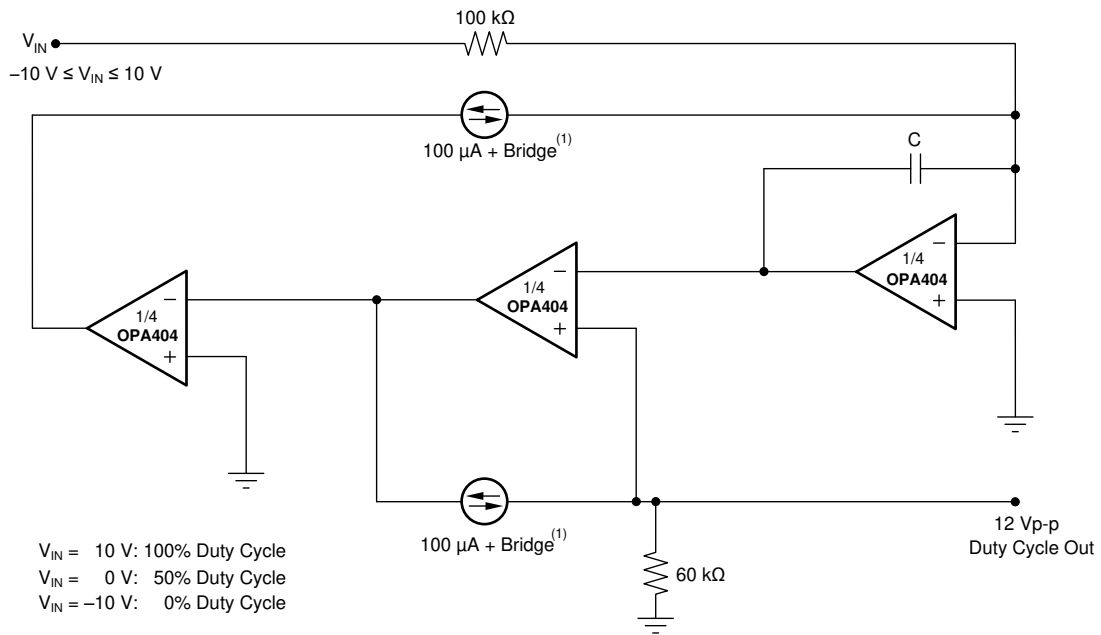 100 kΩ
V_IN
–10 V ≤ V_IN ≤ 10 V
100 µA + Bridge(1)
C
–
1/4
OPA404
+
–
1/4
OPA404
+
–
1/4
OPA404
+
100 µA + Bridge(1)
60 kΩ
12 Vp-p
Duty Cycle Out
V_IN = 10 V: 100% Duty Cycle
V_IN = 0 V: 50% Duty Cycle
V_IN = –10 V: 0% Duty Cycle